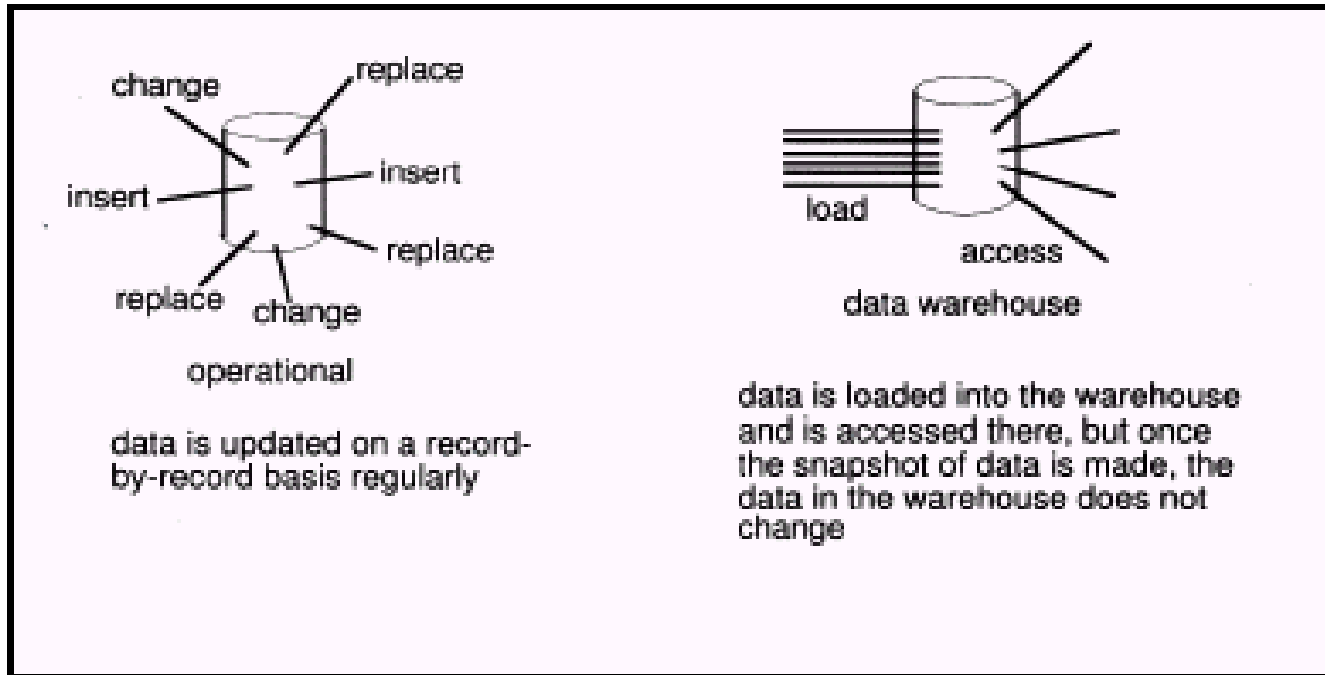 change
replace
insert
insert
replace
replace
change
operational
data is updated on a record-
by-record basis regularly
load
access
data warehouse
data is loaded into the warehouse
and is accessed there, but once
the snapshot of data is made, the
data in the warehouse does not
change